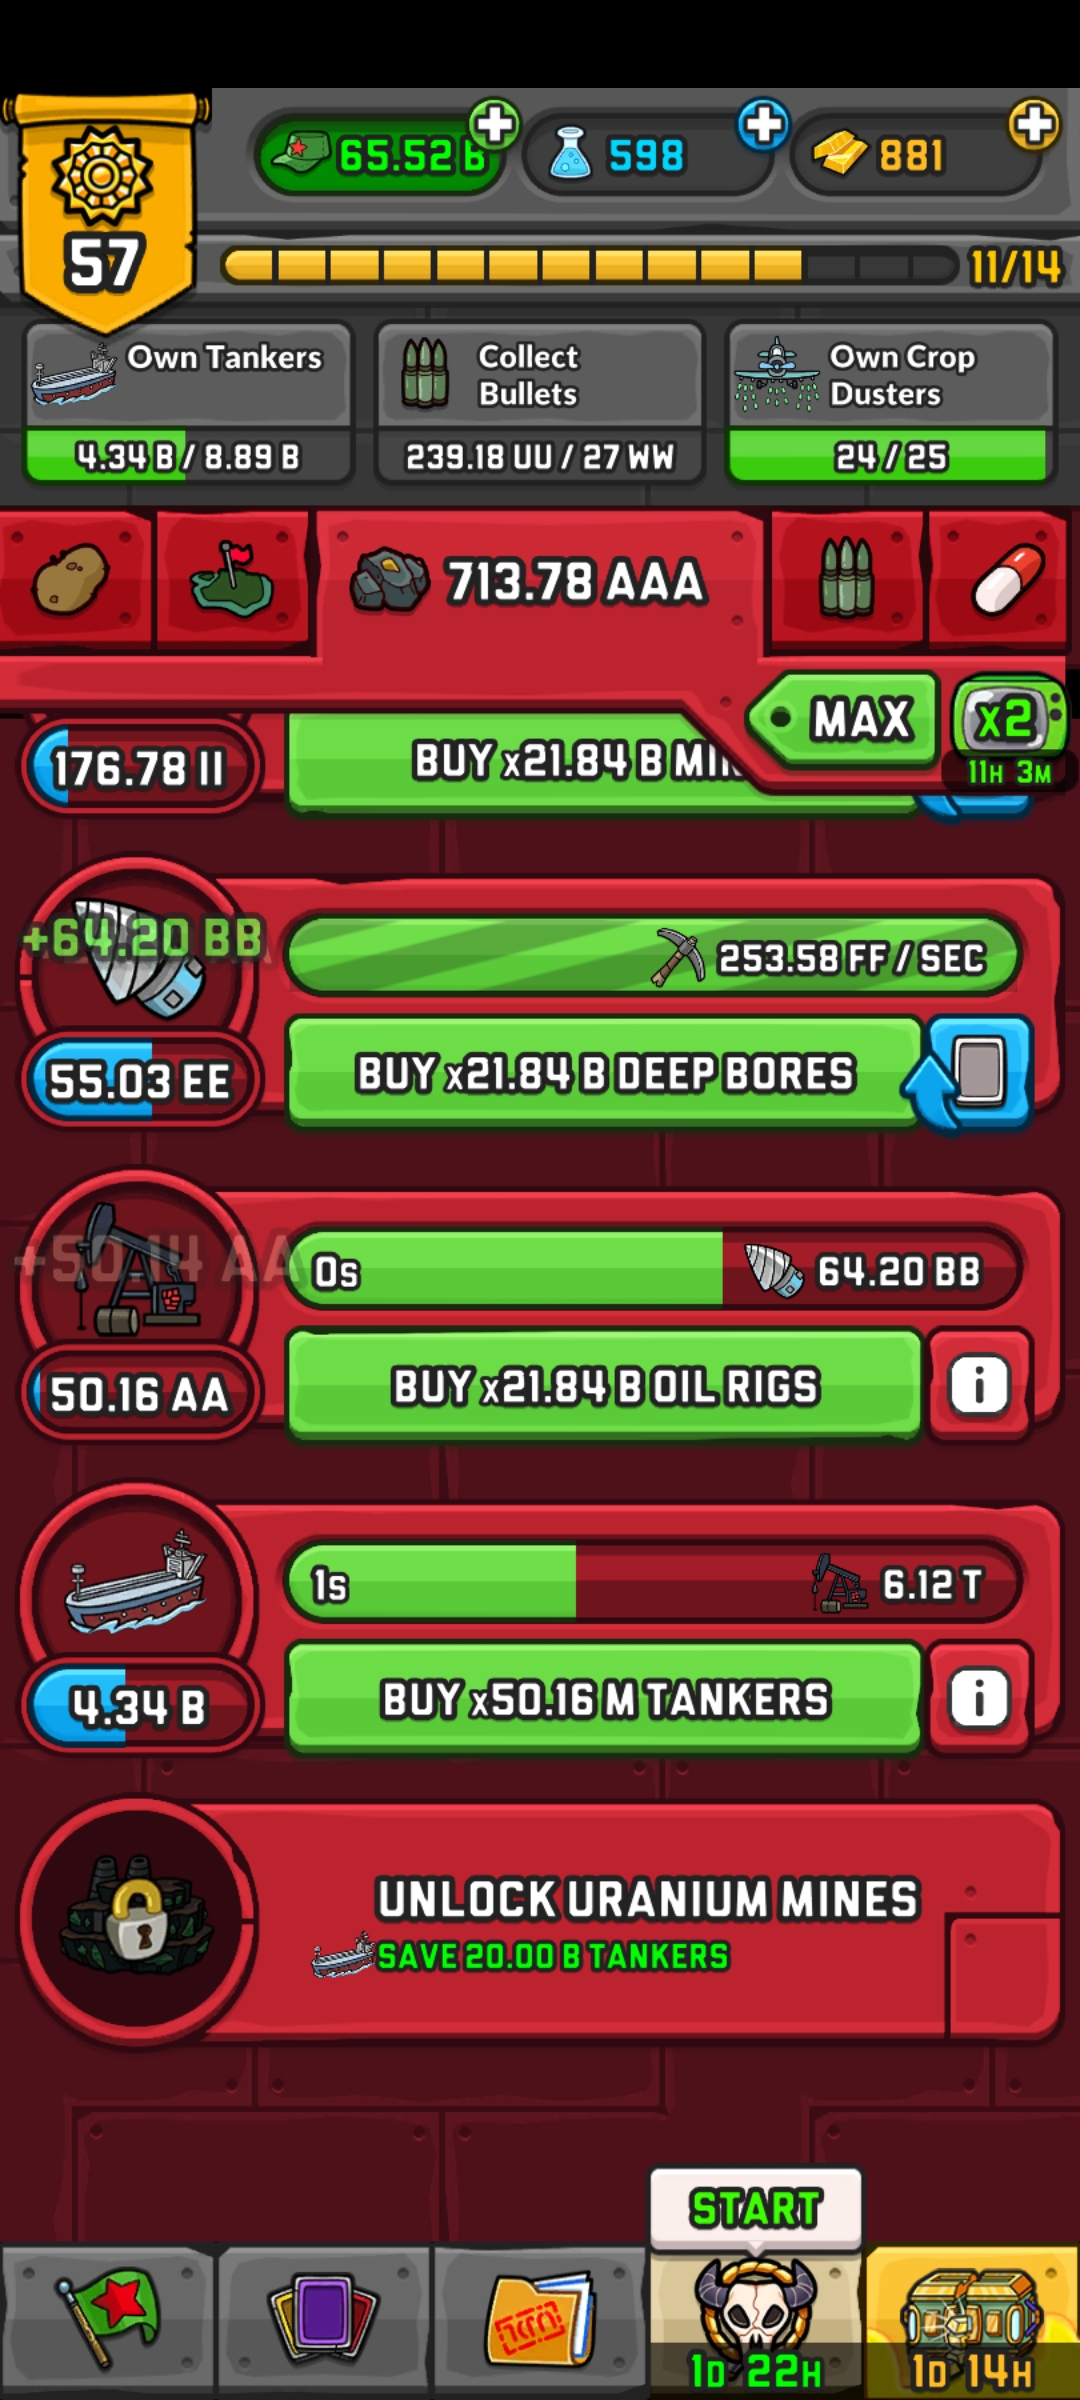 65.52 B
598
881
57
11/14
Own Tankers
4.34 B / 8.89 B
Collect
Bullets
239.18 UU / 27 WW
Own Crop
Dusters
24 / 25
713.78 AAA
MAX
x2
11H 3M
176.78 II
BUY x21.84 B
+64.20 BB
253.58 FF / SEC
55.03 EE
BUY x21.84 B DEEP BORES
+50.14 AA
0s
64.20 BB
50.16 AA
BUY x21.84 B OIL RIGS
i
1s
6.12 T
4.34 B
BUY x50.16 M TANKERS
i
UNLOCK URANIUM MINES
SAVE 20.00 B TANKERS
START
1D 22H
1D 14H